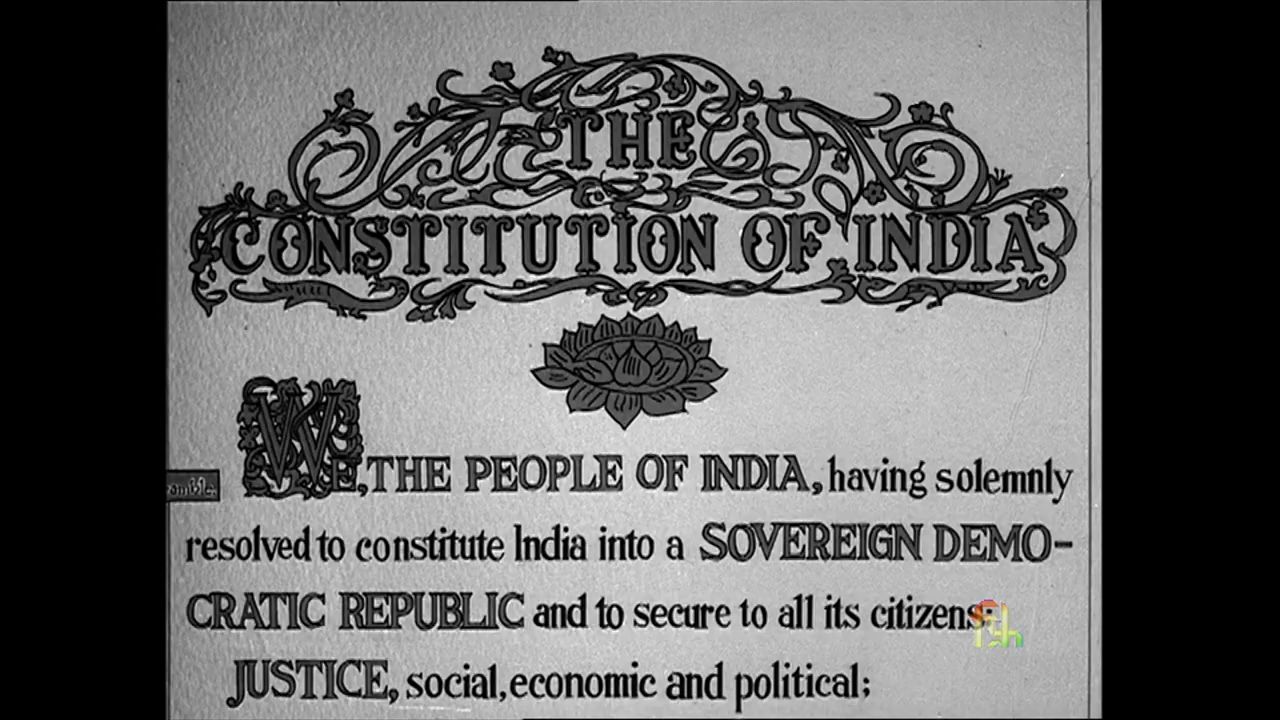 THE
CONSTITUTION OF INDIA
WE, THE PEOPLE OF INDIA, having solemnly
resolved to constitute India into a SOVEREIGN DEMO-
CRATIC REPUBLIC and to secure to all its citizens
JUSTICE, social, economic and political;